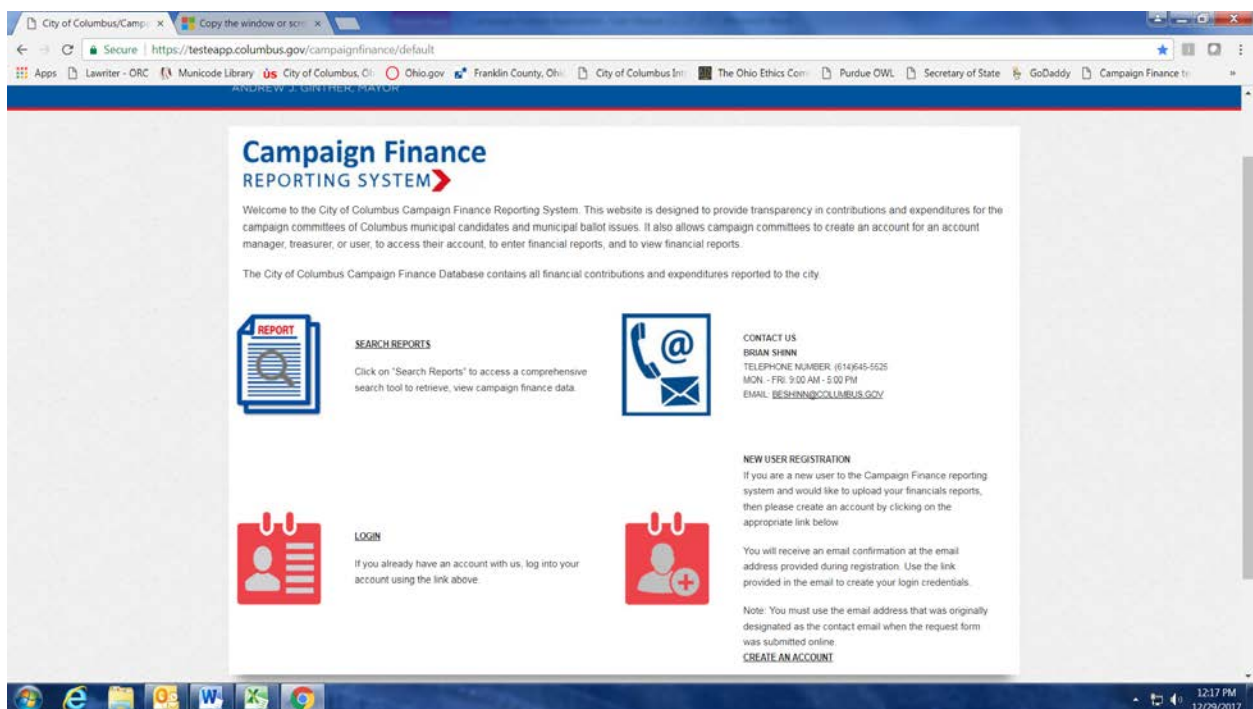 City of Columbus/Camp
Copy the window or scre
Secure https://testeapp.columbus.gov/campaignfinance/default
Apps Lawriter - ORC Municode Library City of Columbus, Ohio.gov Franklin County, Ohi City of Columbus Int The Ohio Ethics Com Purdue OWL Secretary of State GoDaddy Campaign Finance
ANDREW J. GINTHER, MAYOR
Campaign Finance
REPORTING SYSTEM
Welcome to the City of Columbus Campaign Finance Reporting System. This website is designed to provide transparency in contributions and expenditures for the
campaign committees of Columbus municipal candidates and municipal ballot issues. It also allows campaign committees to create an account for an account
manager, treasurer, or user, to access their account, to enter financial reports, and to view financial reports.
The City of Columbus Campaign Finance Database contains all financial contributions and expenditures reported to the city.
REPORT
SEARCH REPORTS
Click on "Search Reports" to access a comprehensive
search tool to retrieve, view campaign finance data.
@
CONTACT US
BRIAN SHINN
TELEPHONE NUMBER: (614)645-5525
MON. - FRI. 9:00 AM - 5:00 PM
EMAIL: BESHINN@COLUMBUS.GOV
LOGIN
If you already have an account with us, log into your
account using the link above.
NEW USER REGISTRATION
If you are a new user to the Campaign Finance reporting
system and would like to upload your financials reports,
then please create an account by clicking on the
appropriate link below
You will receive an email confirmation at the email
address provided during registration. Use the link
provided in the email to create your login credentials.
Note: You must use the email address that was originally
designated as the contact email when the request form
was submitted online.
CREATE AN ACCOUNT
12:17 PM
12/29/2017